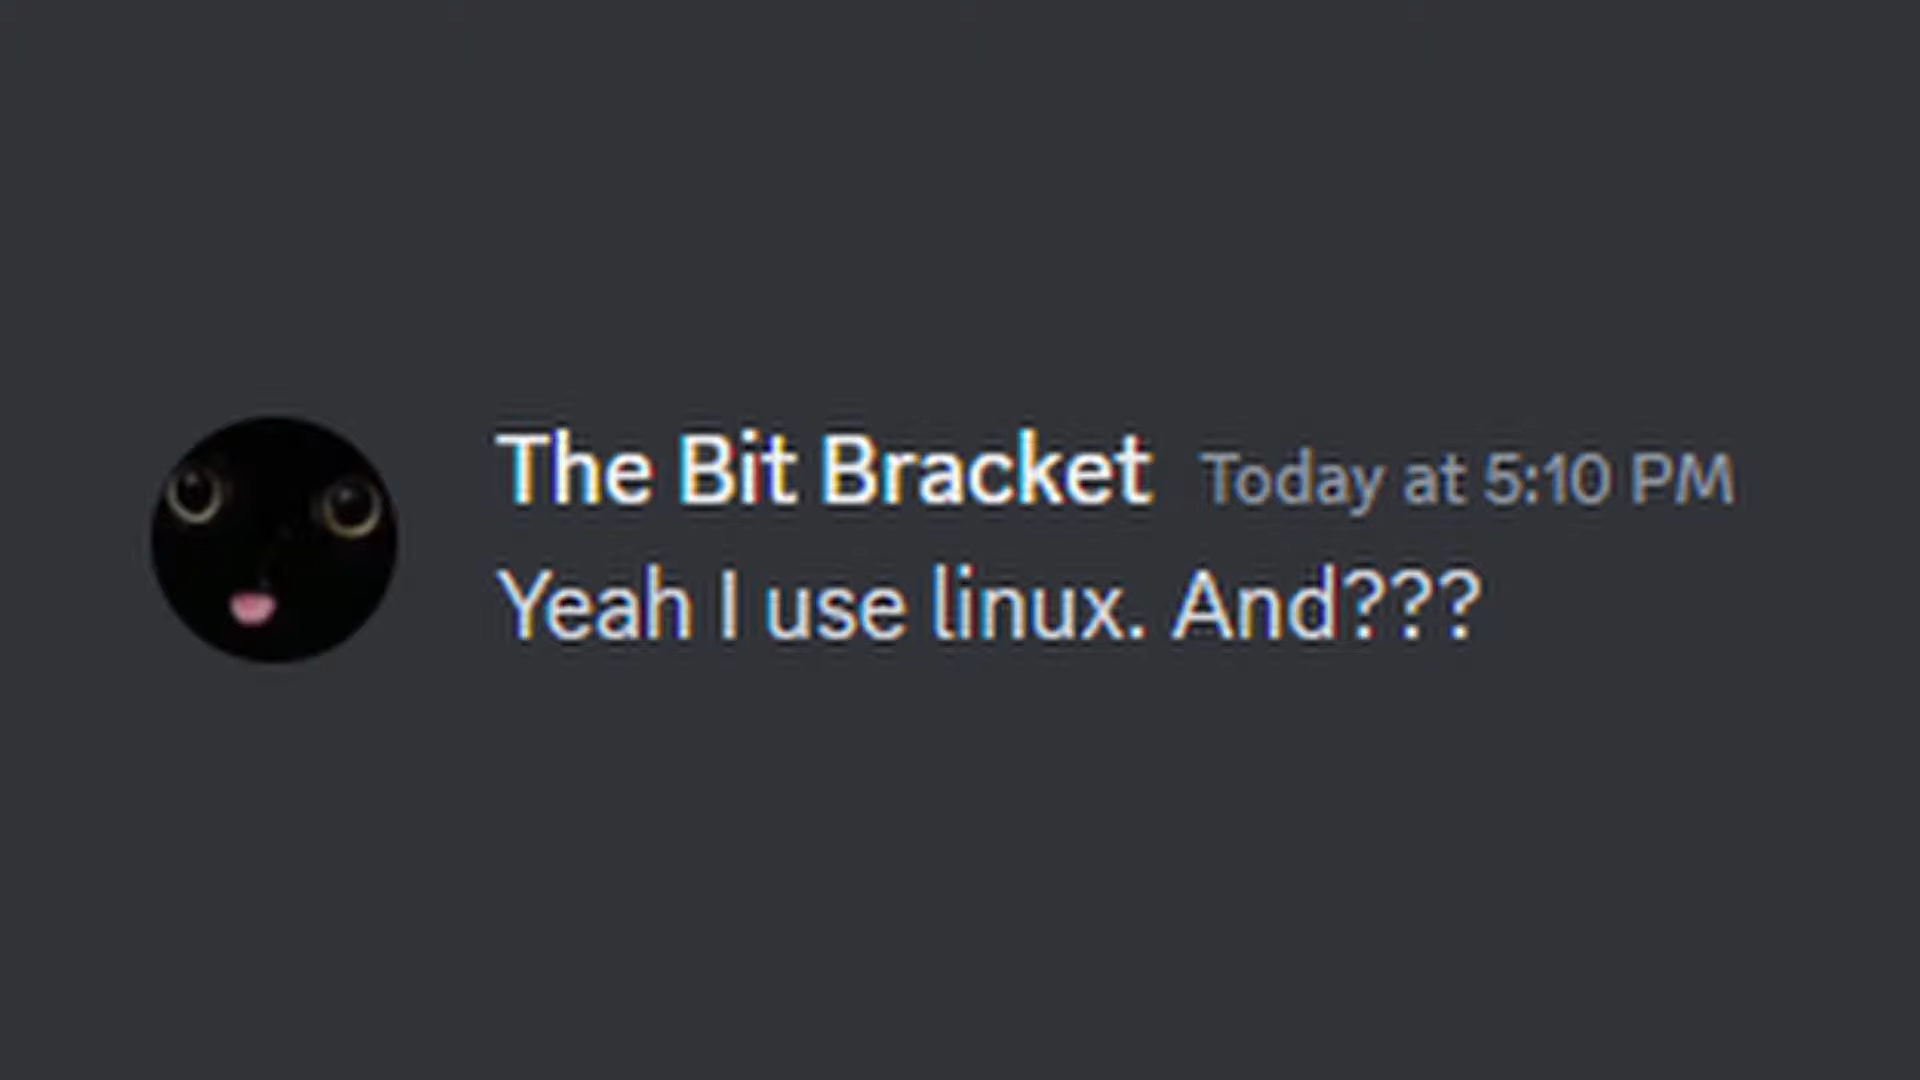 The Bit Bracket Today at 5:10 PM
Yeah I use linux. And???